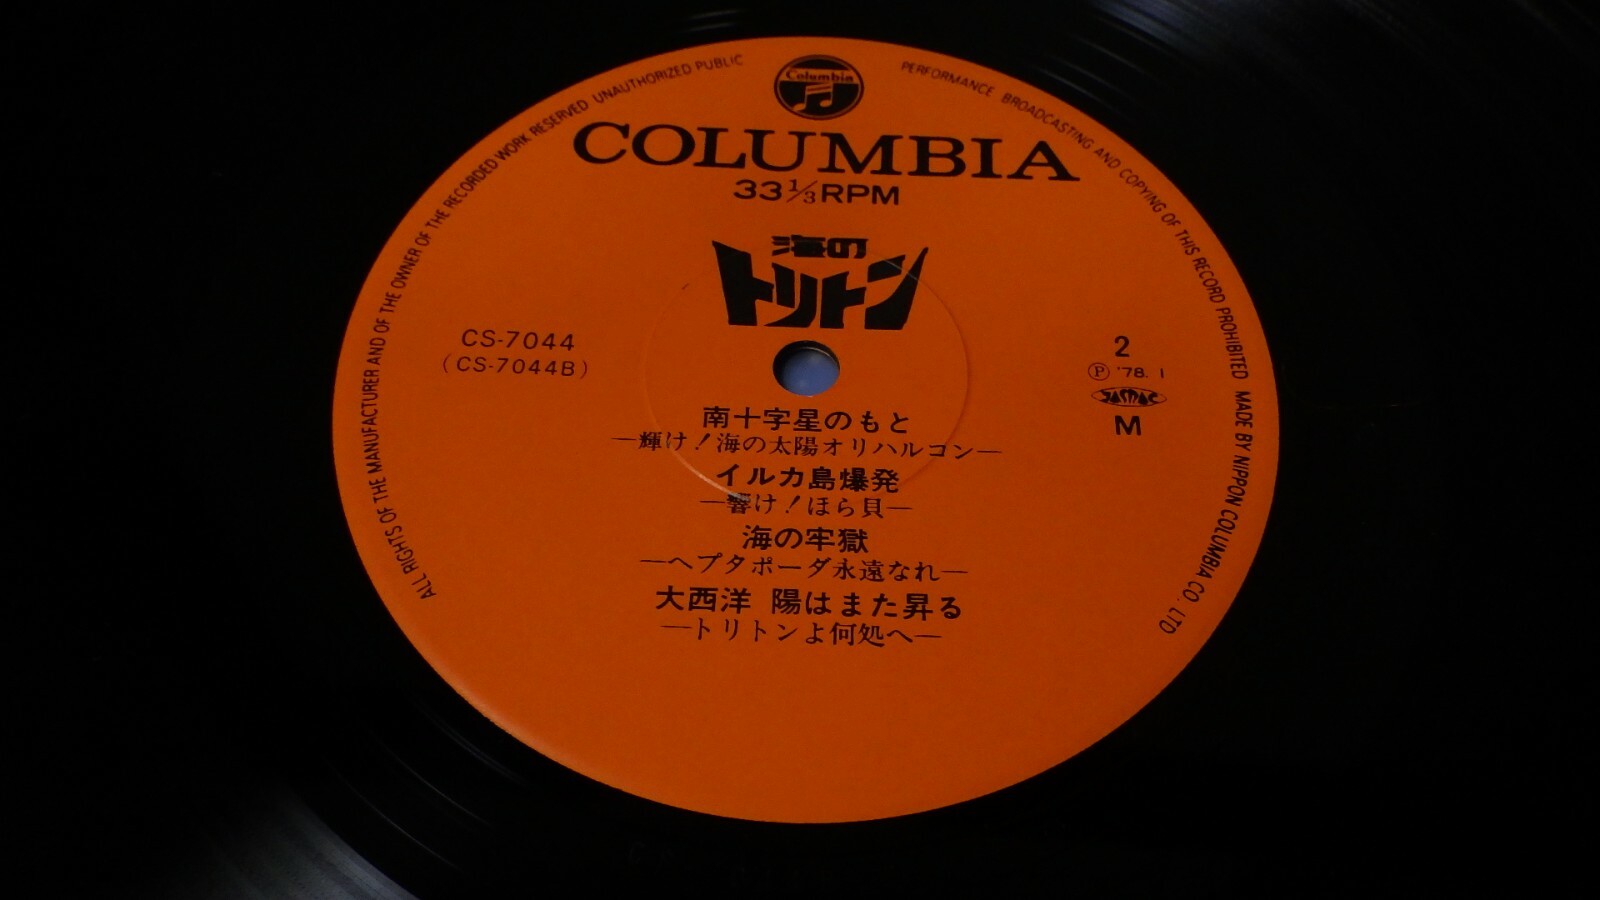 ALL RIGHTS OF THE MANUFACTURER AND OF THE OWNER OF THE RECORDED WORK RESERVED UNAUTHORIZED PUBLIC PERFORMANCE BROADCASTING AND COPYING OF THIS RECORD PROHIBITED MADE BY NIPPON COLUMBIA CO. LTD
Columbia
COLUMBIA
33 1/3 RPM
海の
トリトン
CS-7044
(CS-7044B)
2
Ⓟ '78. 1
JASRAC
M
南十字星のもと
―輝け!海の太陽オリハルコン―
イルカ島爆発
―響け!ほら貝―
海の牢獄
―ヘプタポーダ永遠なれ―
大西洋 陽はまた昇る
―トリトンよ何処へ―